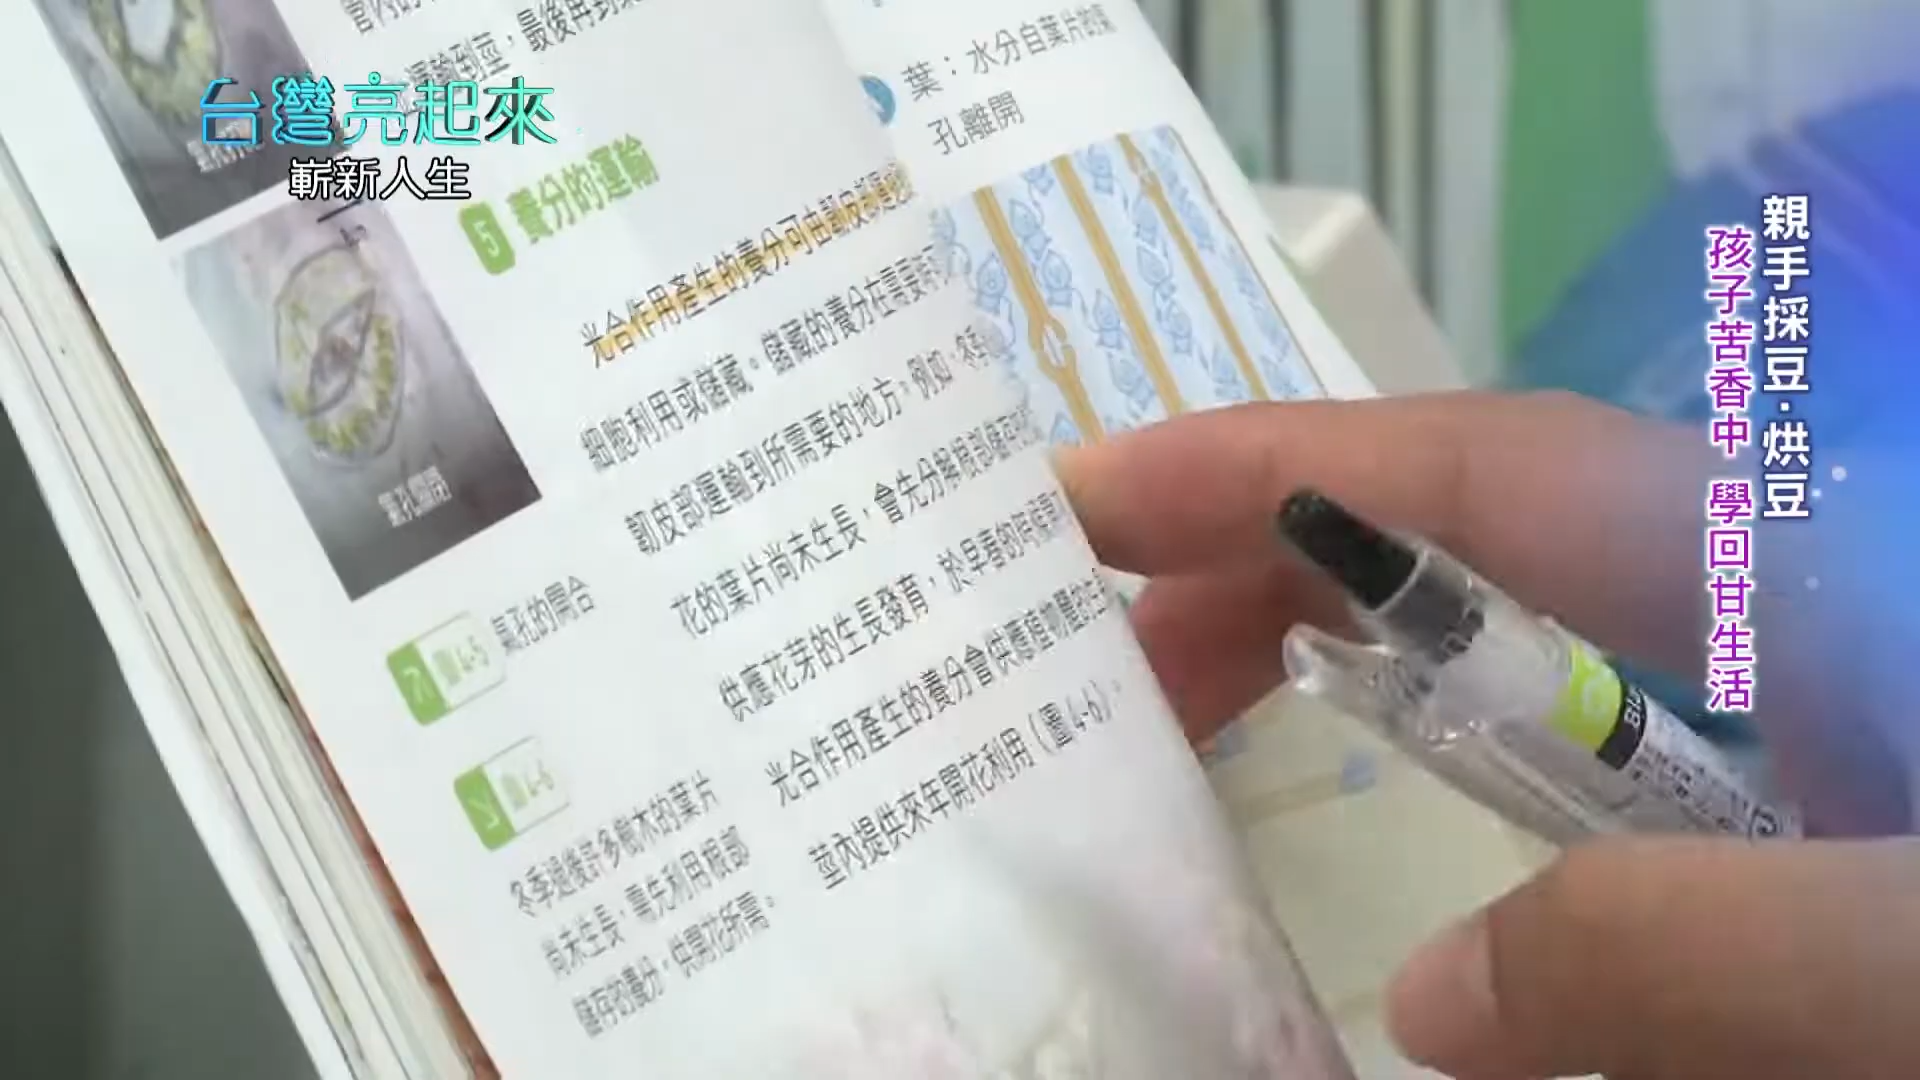 台灣亮起來
嶄新人生
親手採豆·烘豆
孩子苦香中 學回甘生活
葉：水分自葉片的氣
孔離開
運輸到莖，最後再到葉
5 養分的運輸
光合作用產生的養分可由韌皮部運輸
細胞利用或儲藏。儲藏的養分在需要時
韌皮部運輸到所需要的地方，例如：冬季
花的葉片尚未生長，會先分解根部儲存
供應花芽的生長發育，於早春的時候
光合作用產生的養分會供應植物體的生
莖內提供來年開花利用（圖4-6）。
氣孔關閉
圖4-5 氣孔的開合
圖4-6
冬季過後許多樹木的葉片
尚未生長，需先利用根部
儲存的養分，供開花所需。